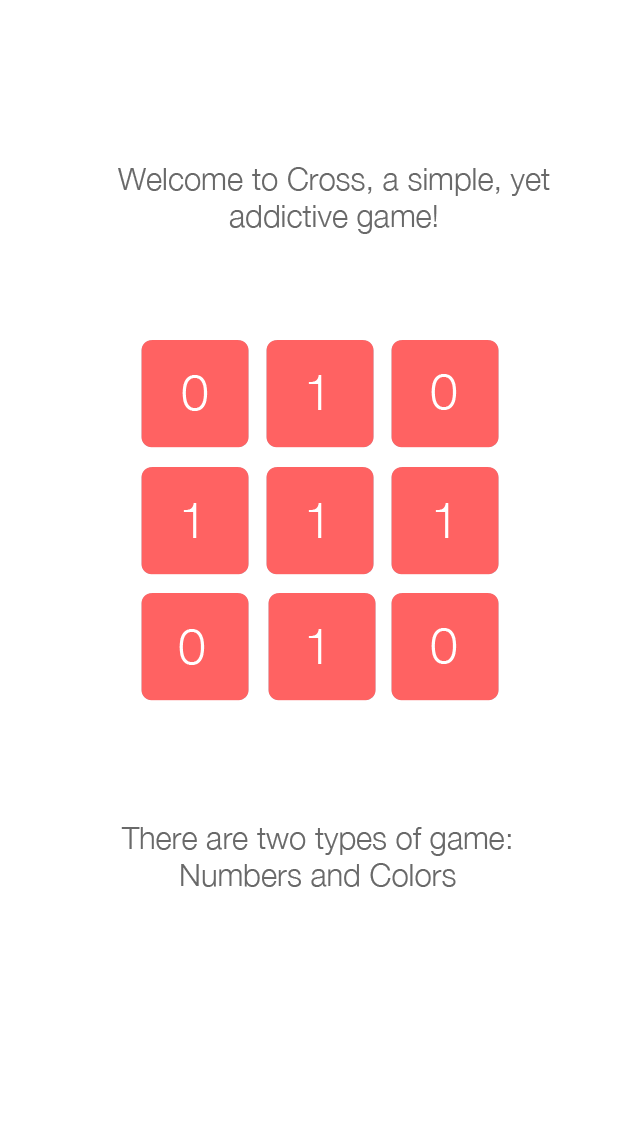 Welcome to Cross, a simple, yet
addictive game!
0 1 0
1 1 1
0 1 0
There are two types of game:
Numbers and Colors